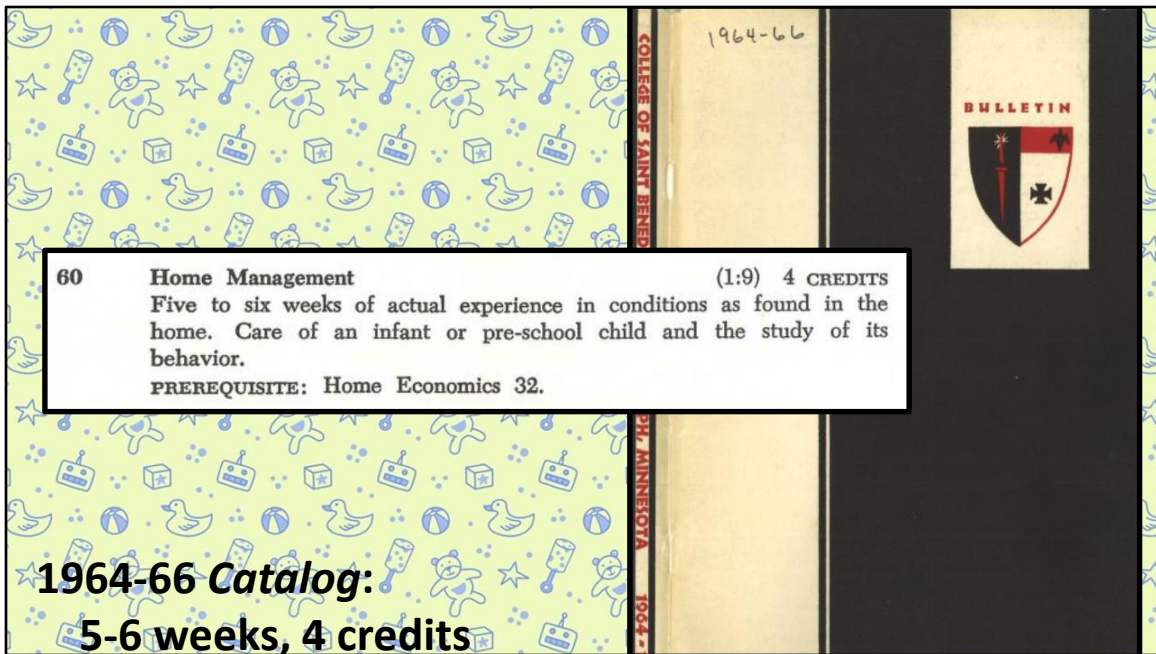 1964-66
BULLETIN
COLLEGE OF SAINT BENED
PH, MINNESOTA 1964-
60 Home Management (1:9) 4 CREDITS
Five to six weeks of actual experience in conditions as found in the
home. Care of an infant or pre-school child and the study of its
behavior.
PREREQUISITE: Home Economics 32.
1964-66 Catalog:
5-6 weeks, 4 credits